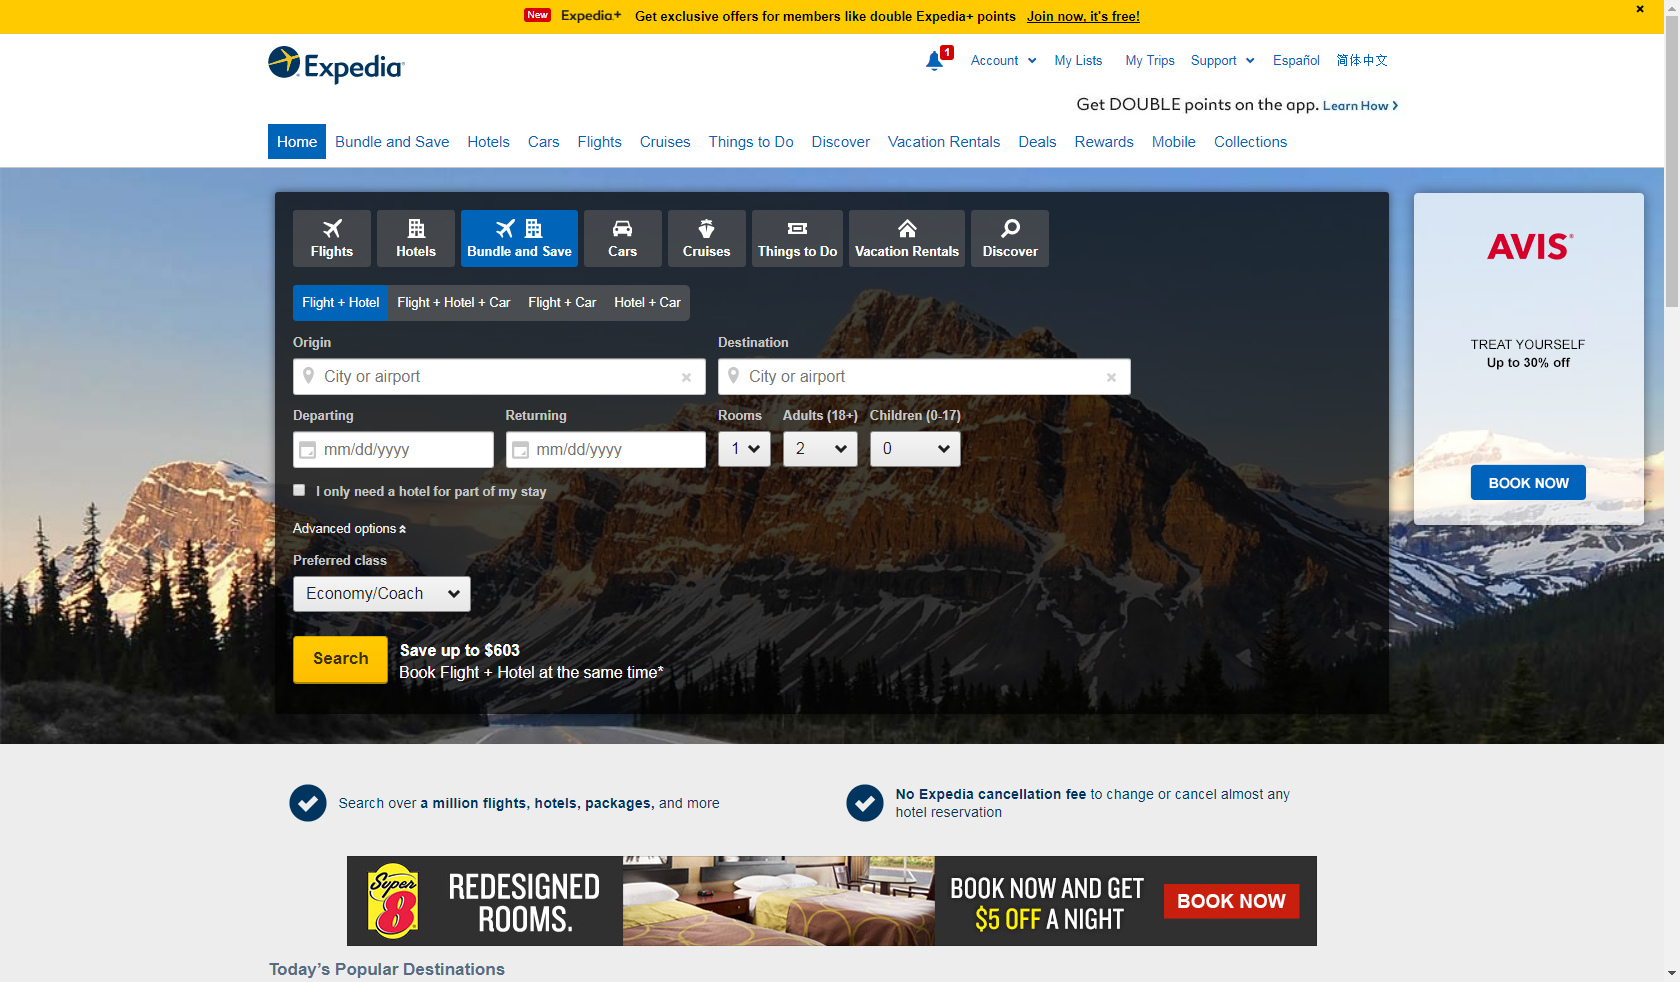 New Expedia+ Get exclusive offers for members like double Expedia+ points Join now, it's free!
Expedia
1 Account My Lists My Trips Support Español 简体中文
Get DOUBLE points on the app. Learn How
Home Bundle and Save Hotels Cars Flights Cruises Things to Do Discover Vacation Rentals Deals Rewards Mobile Collections
Flights Hotels Bundle and Save Cars Cruises Things to Do Vacation Rentals Discover
Flight + Hotel Flight + Hotel + Car Flight + Car Hotel + Car
Origin Destination
City or airport City or airport
Departing Returning Rooms Adults (18+) Children (0-17)
mm/dd/yyyy mm/dd/yyyy 1 2 0
I only need a hotel for part of my stay
Advanced options
Preferred class
Economy/Coach
Search
Save up to $603
Book Flight + Hotel at the same time*
AVIS®
TREAT YOURSELF
Up to 30% off
BOOK NOW
Search over a million flights, hotels, packages, and more
No Expedia cancellation fee to change or cancel almost any
hotel reservation
Super 8
REDESIGNED
ROOMS.
BOOK NOW AND GET
$5 OFF A NIGHT
BOOK NOW
Today's Popular Destinations